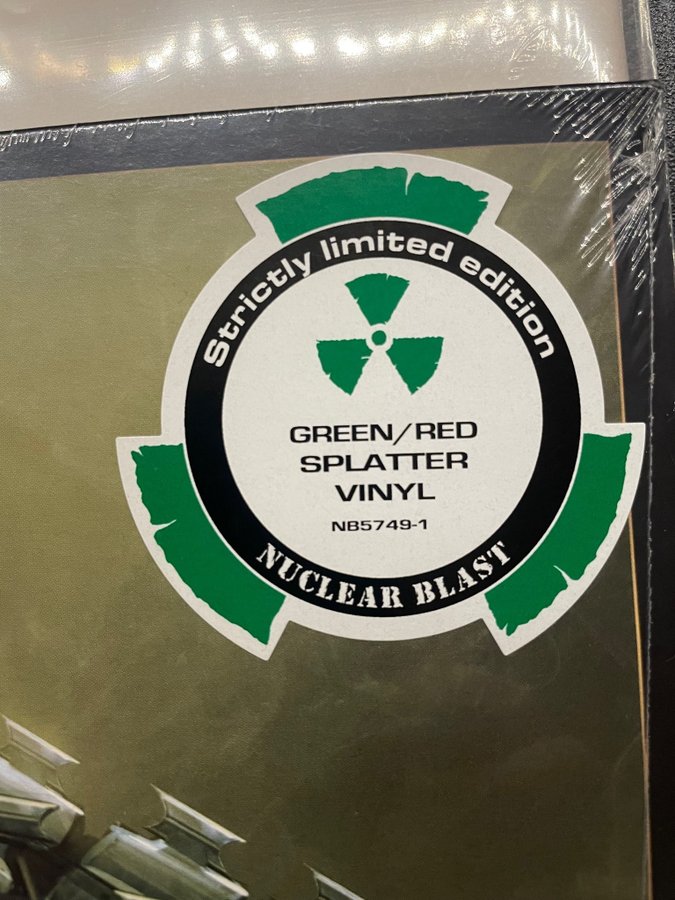 Strictly limited edition
GREEN/RED
SPLATTER
VINYL
NB5749-1
NUCLEAR BLAST